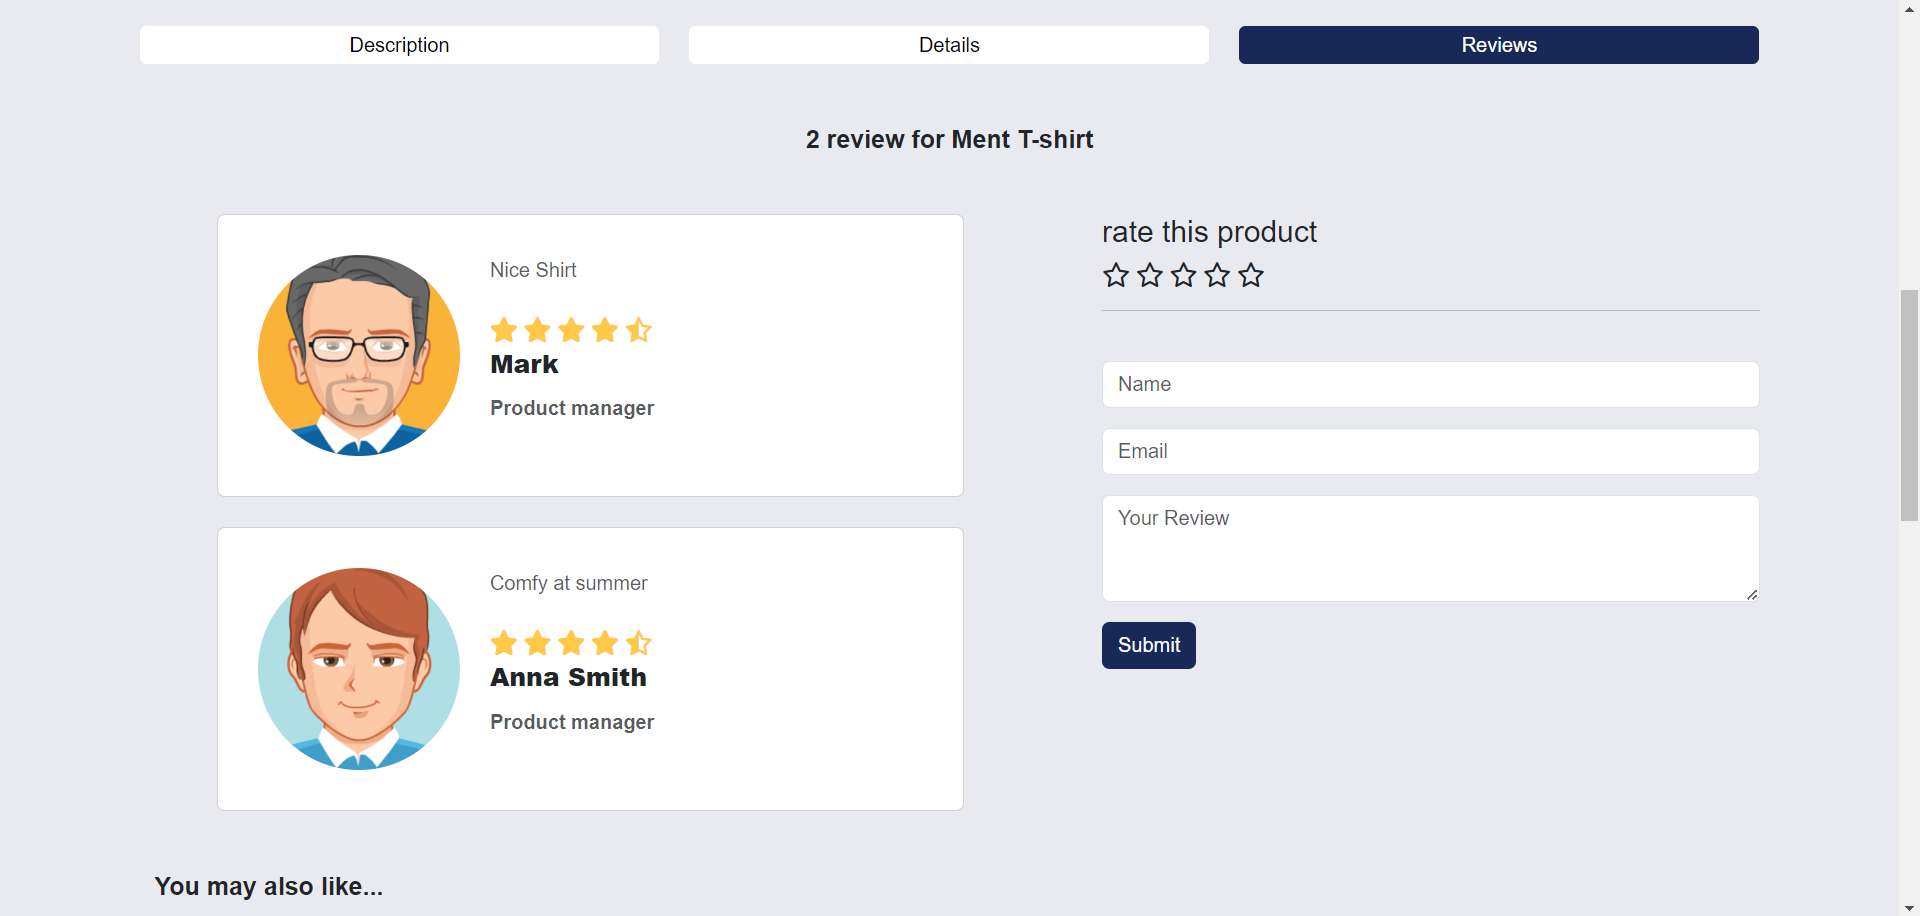 Description
Details
Reviews
2 review for Ment T-shirt
Nice Shirt
Mark
Product manager
Comfy at summer
Anna Smith
Product manager
rate this product
Name
Email
Your Review
Submit
You may also like...